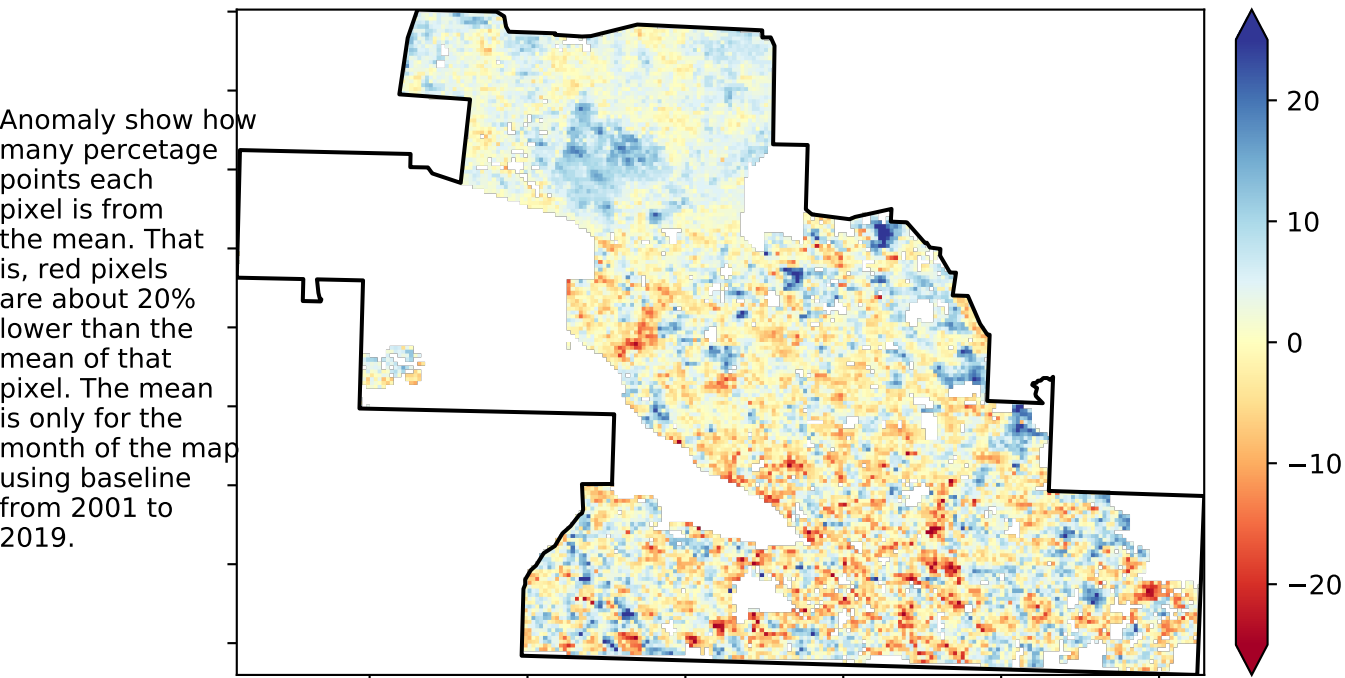 Anomaly show how
many percetage
points each
pixel is from
the mean. That
is, red pixels
are about 20%
lower than the
mean of that
pixel. The mean
is only for the
month of the map
using baseline
from 2001 to
2019.
20
10
0
−10
−20